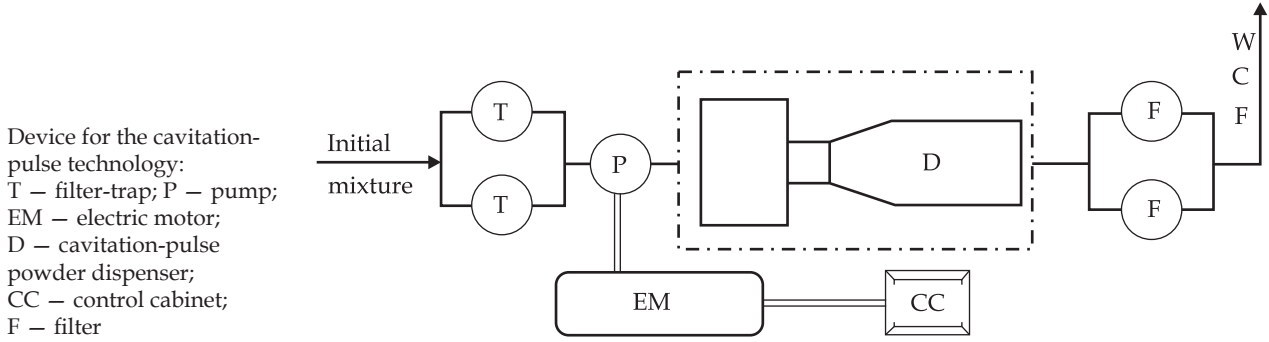 Device for the cavitation-
pulse technology:
T — filter-trap; P — pump;
EM — electric motor;
D — cavitation-pulse
powder dispenser;
CC — control cabinet;
F — filter
Initial
mixture
T
T
P
D
EM
CC
F
F
W
C
F